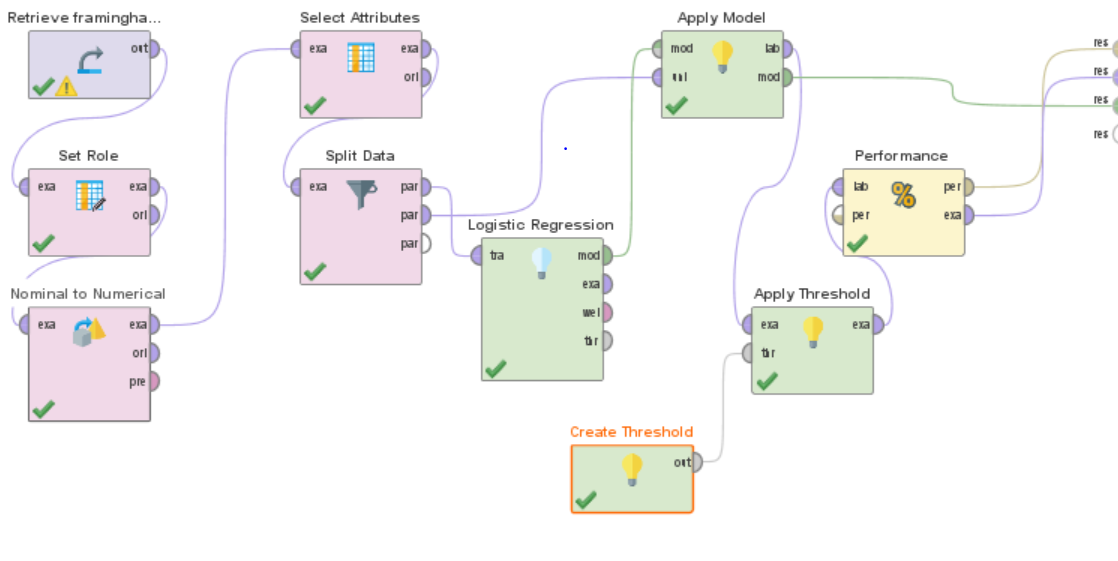 Retrieve framingha...
out
Set Role
exa
exa
ori
Nominal to Numerical
exa
exa
ori
pre
Select Attributes
exa
exa
ori
Split Data
exa
par
par
par
Logistic Regression
tra
mod
exa
wei
thr
Apply Model
mod
unl
lab
mod
Create Threshold
out
Apply Threshold
exa
thr
exa
Performance
%
lab
per
per
exa
res
res
res
res